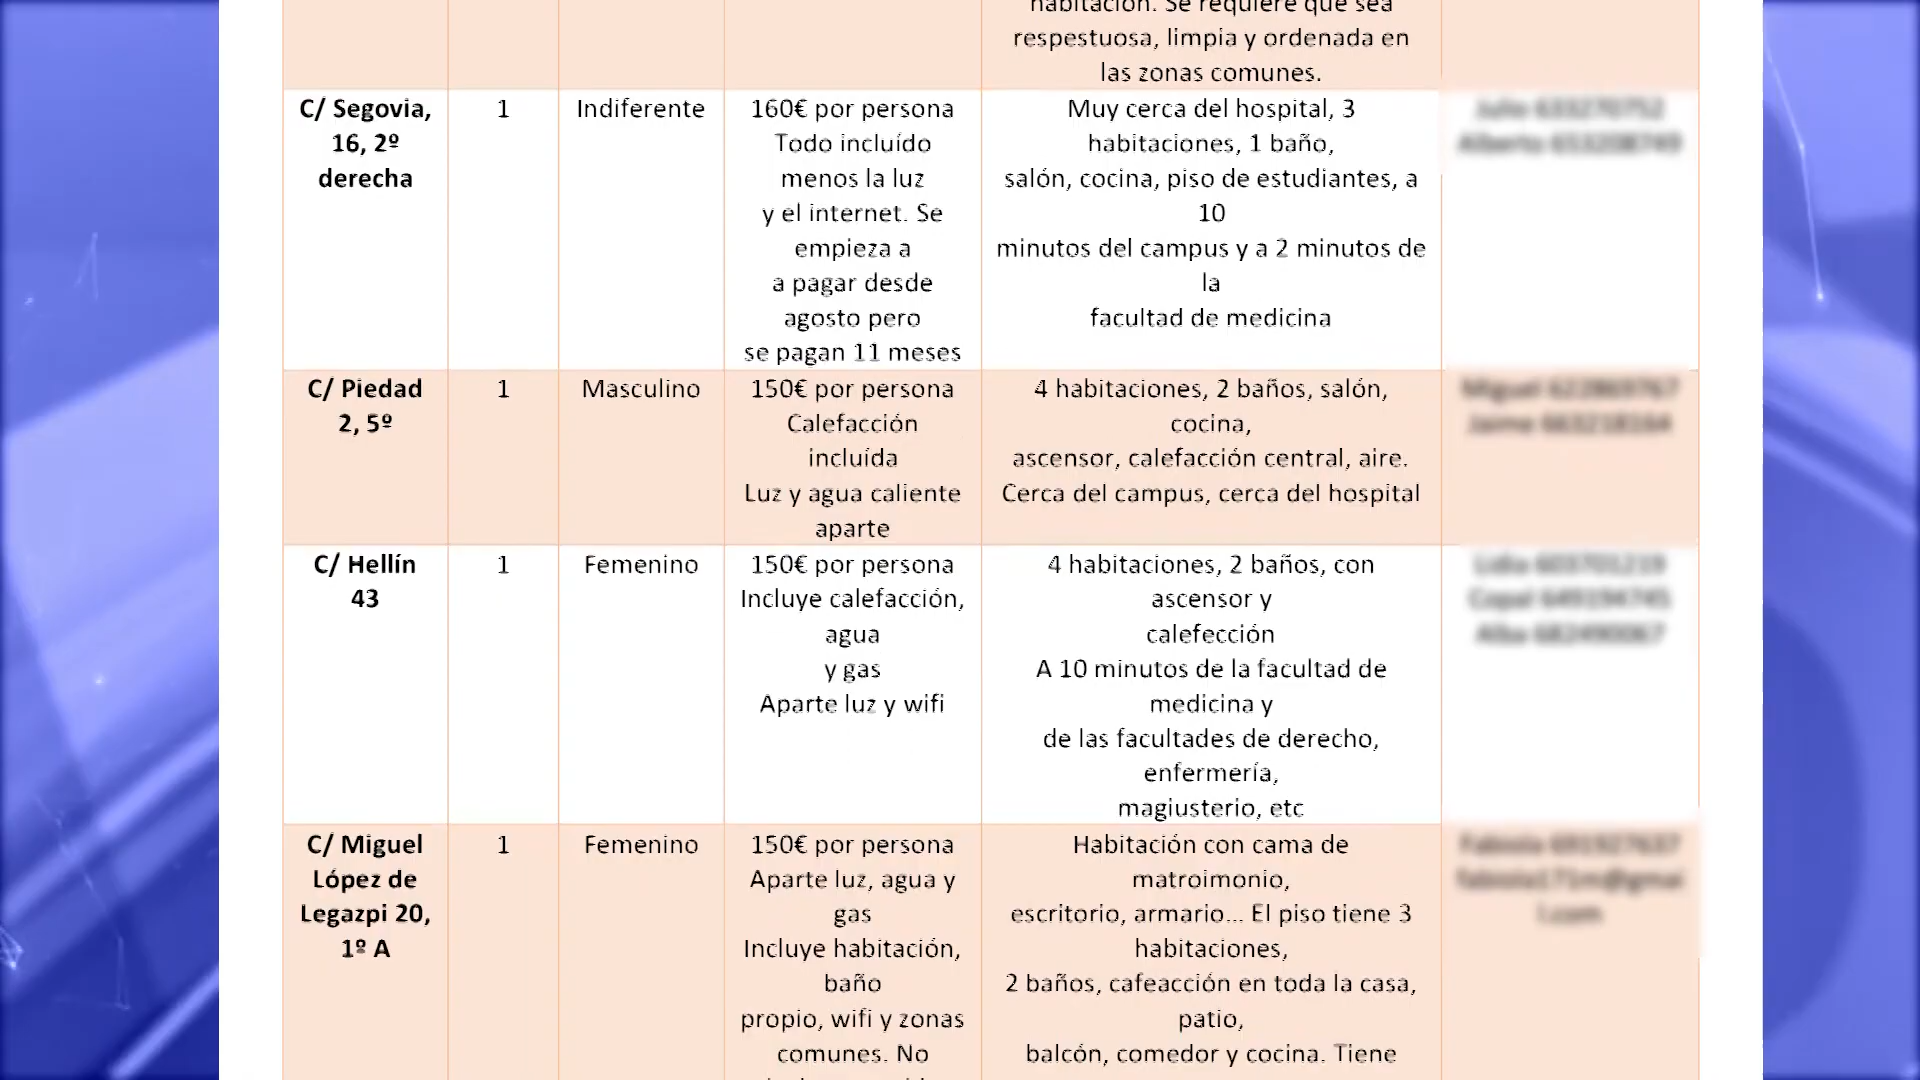 habitación. Se requiere que sea
respestuosa, limpia y ordenada en
las zonas comunes.
C/ Segovia,
16, 2º
derecha
1
Indiferente
160€ por persona
Todo incluído
menos la luz
y el internet. Se
empieza a
a pagar desde
agosto pero
se pagan 11 meses
Muy cerca del hospital, 3
habitaciones, 1 baño,
salón, cocina, piso de estudiantes, a
10
minutos del campus y a 2 minutos de
la
facultad de medicina
C/ Piedad
2, 5º
1
Masculino
150€ por persona
Calefacción
incluída
Luz y agua caliente
aparte
4 habitaciones, 2 baños, salón,
cocina,
ascensor, calefacción central, aire.
Cerca del campus, cerca del hospital
C/ Hellín
43
1
Femenino
150€ por persona
Incluye calefacción,
agua
y gas
Aparte luz y wifi
4 habitaciones, 2 baños, con
ascensor y
calefección
A 10 minutos de la facultad de
medicina y
de las facultades de derecho,
enfermería,
magiusterio, etc
C/ Miguel
López de
Legazpi 20,
1º A
1
Femenino
150€ por persona
Aparte luz, agua y
gas
Incluye habitación,
baño
propio, wifi y zonas
comunes. No
Habitación con cama de
matroimonio,
escritorio, armario... El piso tiene 3
habitaciones,
2 baños, cafeacción en toda la casa,
patio,
balcón, comedor y cocina. Tiene